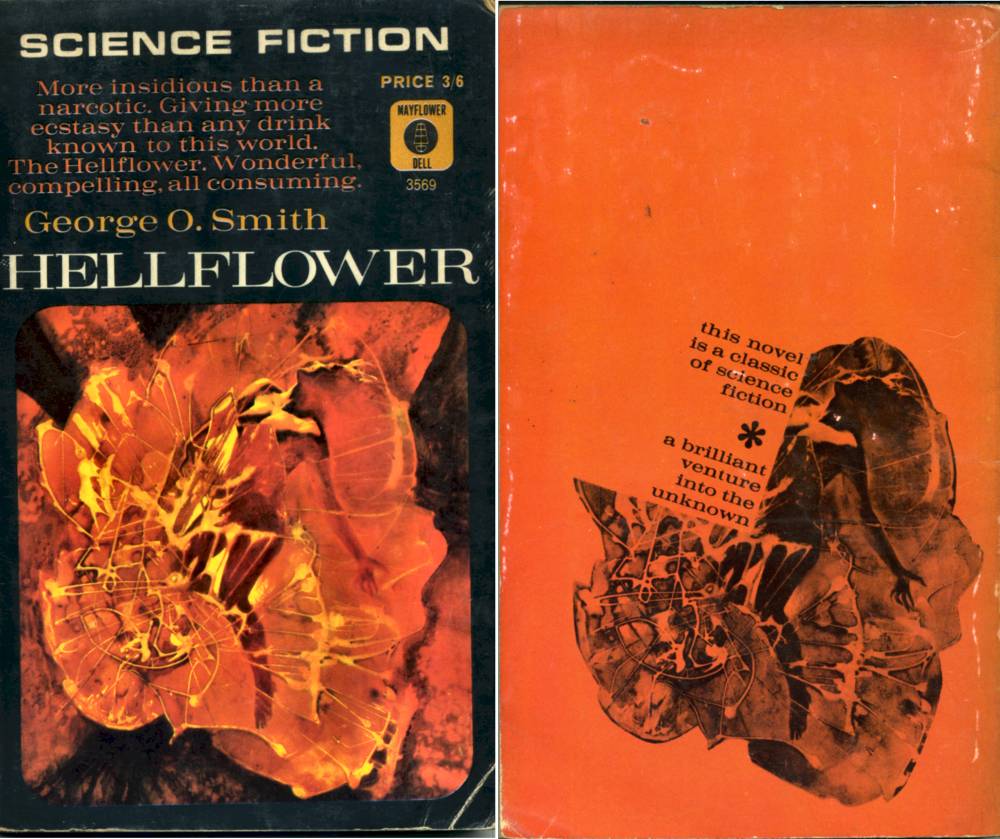 SCIENCE FICTION
More insidious than a
narcotic. Giving more
ecstasy than any drink
known to this world.
The Hellflower. Wonderful,
compelling, all consuming.
PRICE 3/6
MAYFLOWER
DELL
3569
George O. Smith
HELLFLOWER
this novel
is a classic
of science
fiction
*
a brilliant
venture
into the
unknown